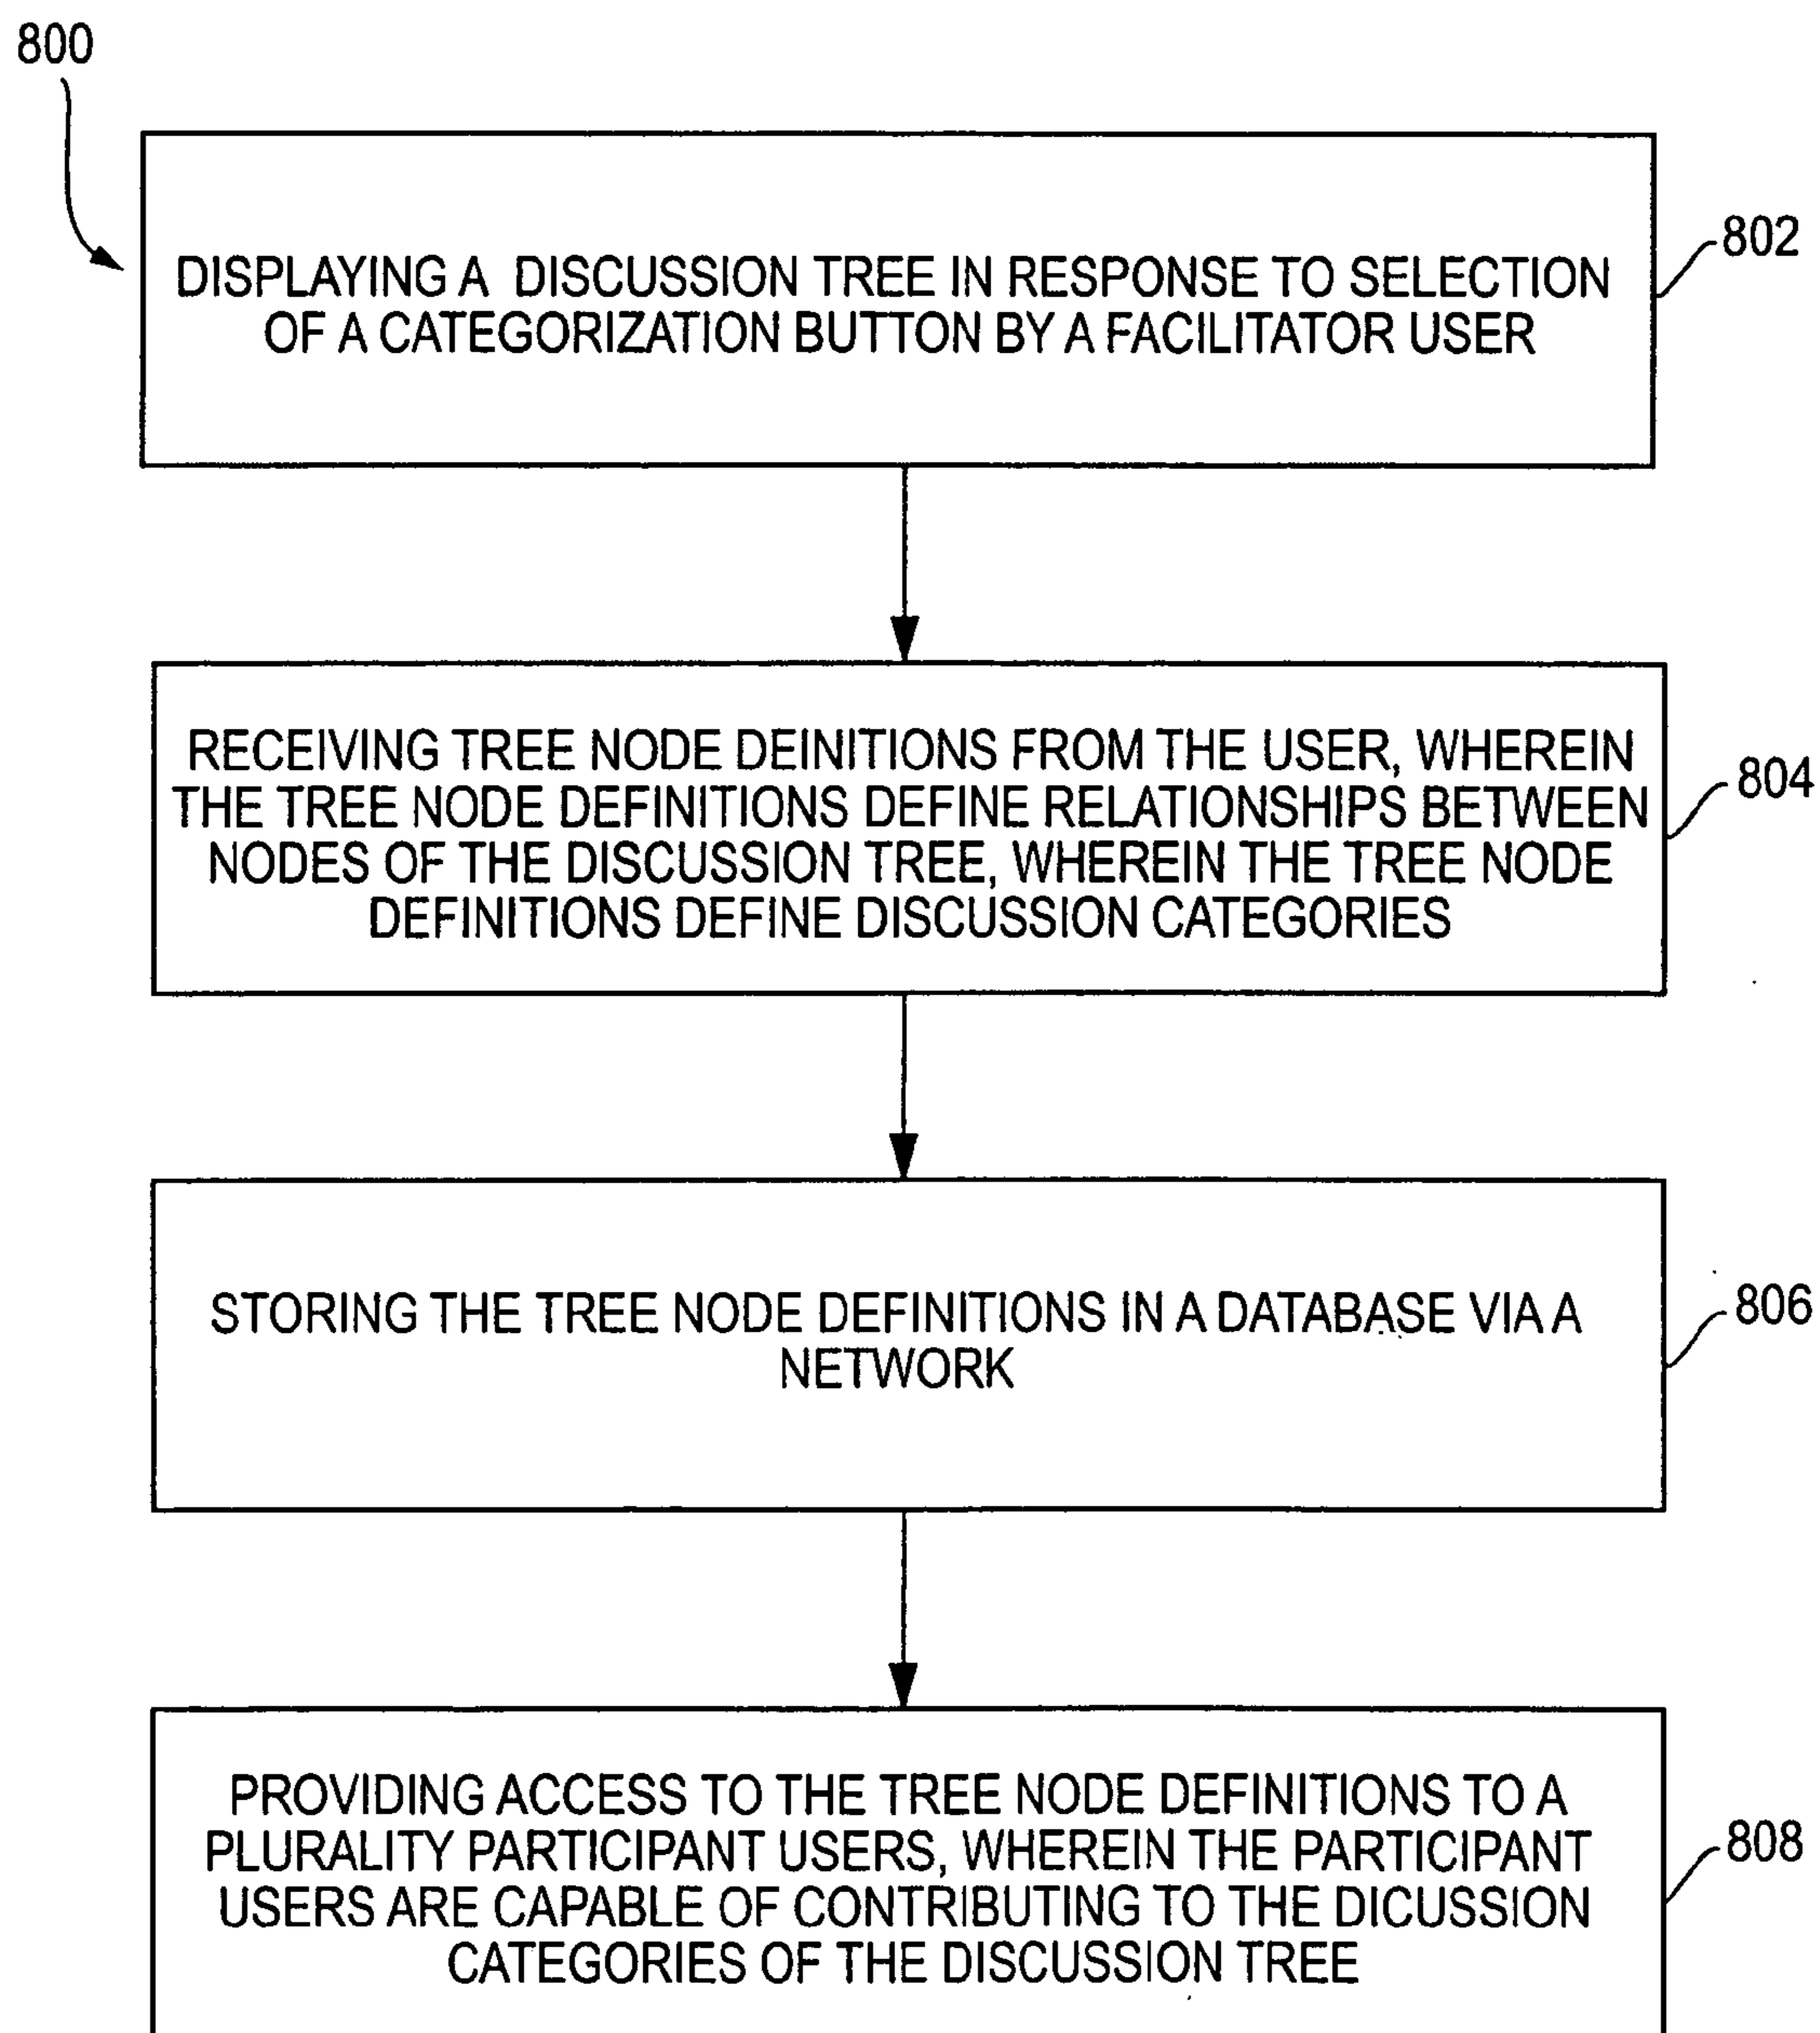 800
DISPLAYING A DISCUSSION TREE IN RESPONSE TO SELECTION
OF A CATEGORIZATION BUTTON BY A FACILITATOR USER
802
RECEIVING TREE NODE DEINITIONS FROM THE USER, WHEREIN
THE TREE NODE DEFINITIONS DEFINE RELATIONSHIPS BETWEEN
NODES OF THE DISCUSSION TREE, WHEREIN THE TREE NODE
DEFINITIONS DEFINE DISCUSSION CATEGORIES
804
STORING THE TREE NODE DEFINITIONS IN A DATABASE VIA A
NETWORK
806
PROVIDING ACCESS TO THE TREE NODE DEFINITIONS TO A
PLURALITY PARTICIPANT USERS, WHEREIN THE PARTICIPANT
USERS ARE CAPABLE OF CONTRIBUTING TO THE DICUSSION
CATEGORIES OF THE DISCUSSION TREE
808